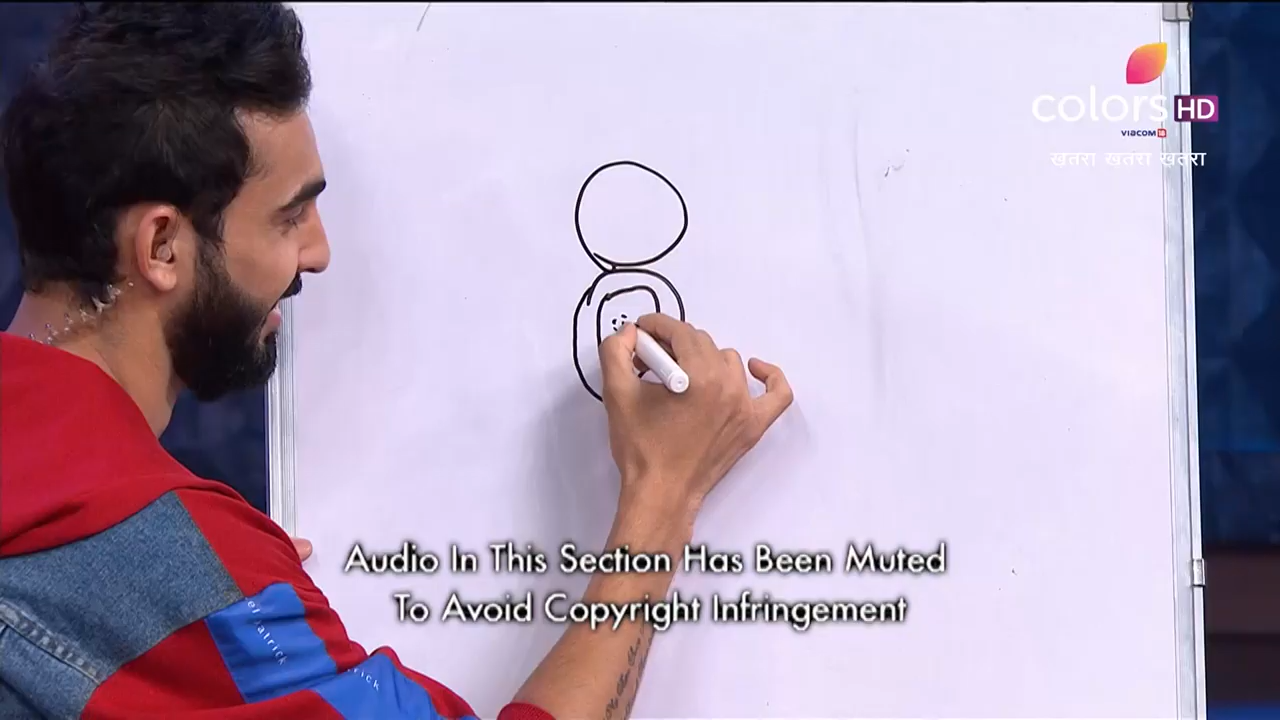 colors HD
VIACOM18
खतरा खतरा खतरा
Audio In This Section Has Been Muted
To Avoid Copyright Infringement